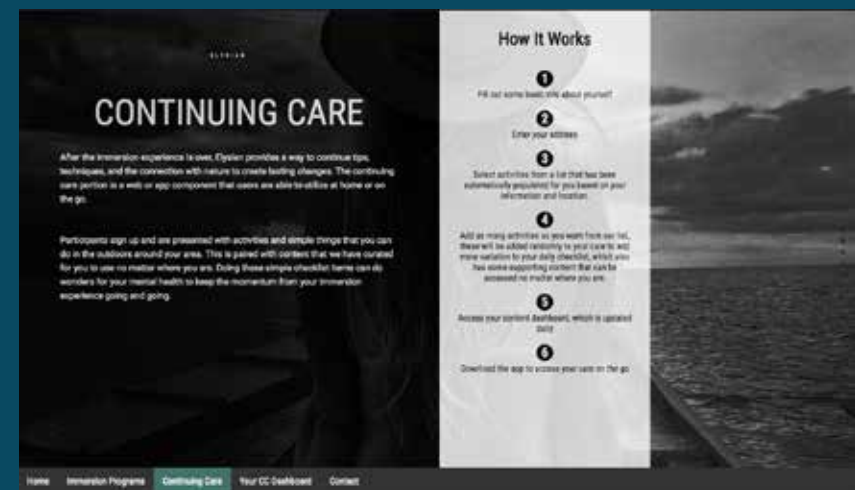 ELYSIAN
CONTINUING CARE
After the immersion experience is over, Elysian provides a way to continue tips,
techniques, and the connection with nature to create lasting changes. The continuing
care portion is a web or app component that users are able to utilize at home or on
the go.
Participants sign up and are presented with activities and simple things that you can
do in the outdoors around your area. This is paired with content that we have curated
for you to use no matter where you are. Doing these simple checklist items can do
wonders for your mental health to keep the momentum from your immersion
experience going and going.
How It Works
1
Fill out some basic info about yourself
2
Enter your address
3
Select activities from a list that has been
automatically populated for you based on your
information and location
4
Add as many activities as you want from our list,
these will be added randomly to your care to add
more variation to your daily checklist, which also
has some supporting content that can be
accessed no matter where you are.
5
Access your content dashboard, which is updated
daily
6
Download the app to access your care on the go
Home Immersion Programs Continuing Care Your CC Dashboard Contact